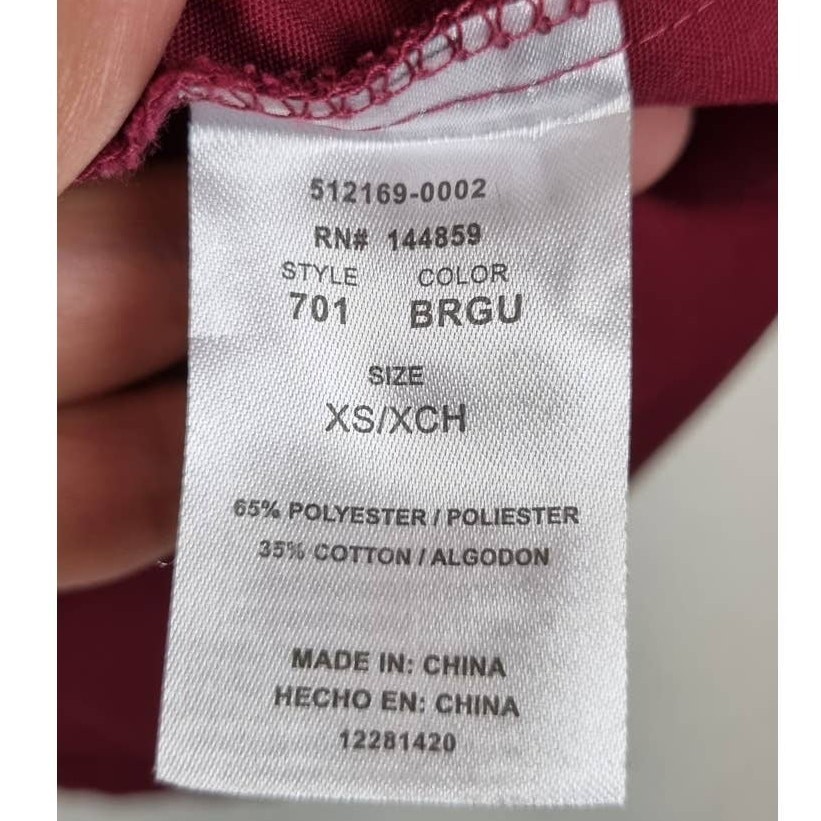 512169-0002
RN# 144859
STYLE COLOR
701 BRGU
SIZE
XS/XCH
65% POLYESTER / POLIESTER
35% COTTON / ALGODON
MADE IN: CHINA
HECHO EN: CHINA
12281420